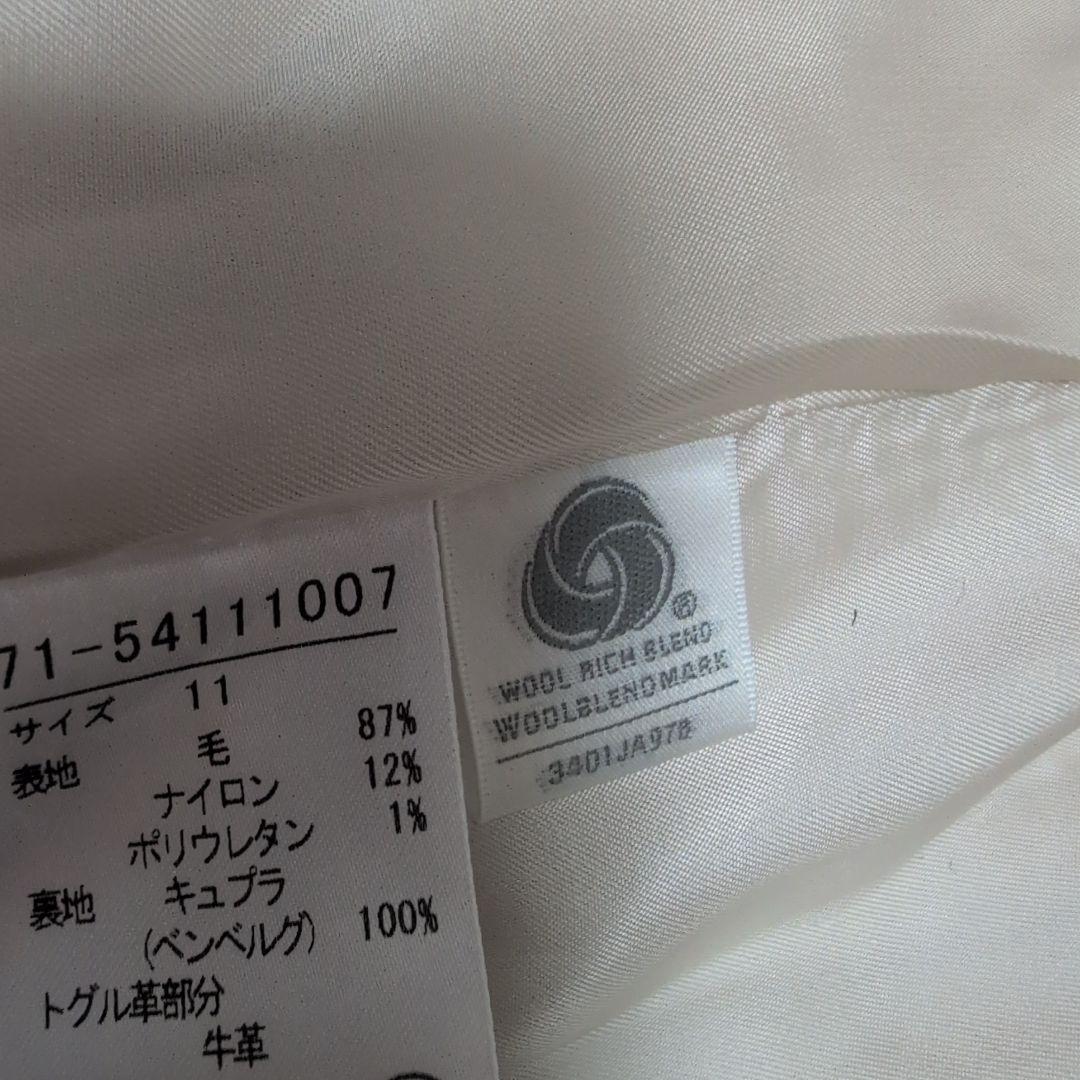 71-54111007
サイズ 11
表地 毛 87%
ナイロン 12%
ポリウレタン 1%
裏地 キュプラ
(ベンベルグ) 100%
トグル革部分
牛革
®
WOOL RICH BLEND
WOOLBLENDMARK
3401JA978